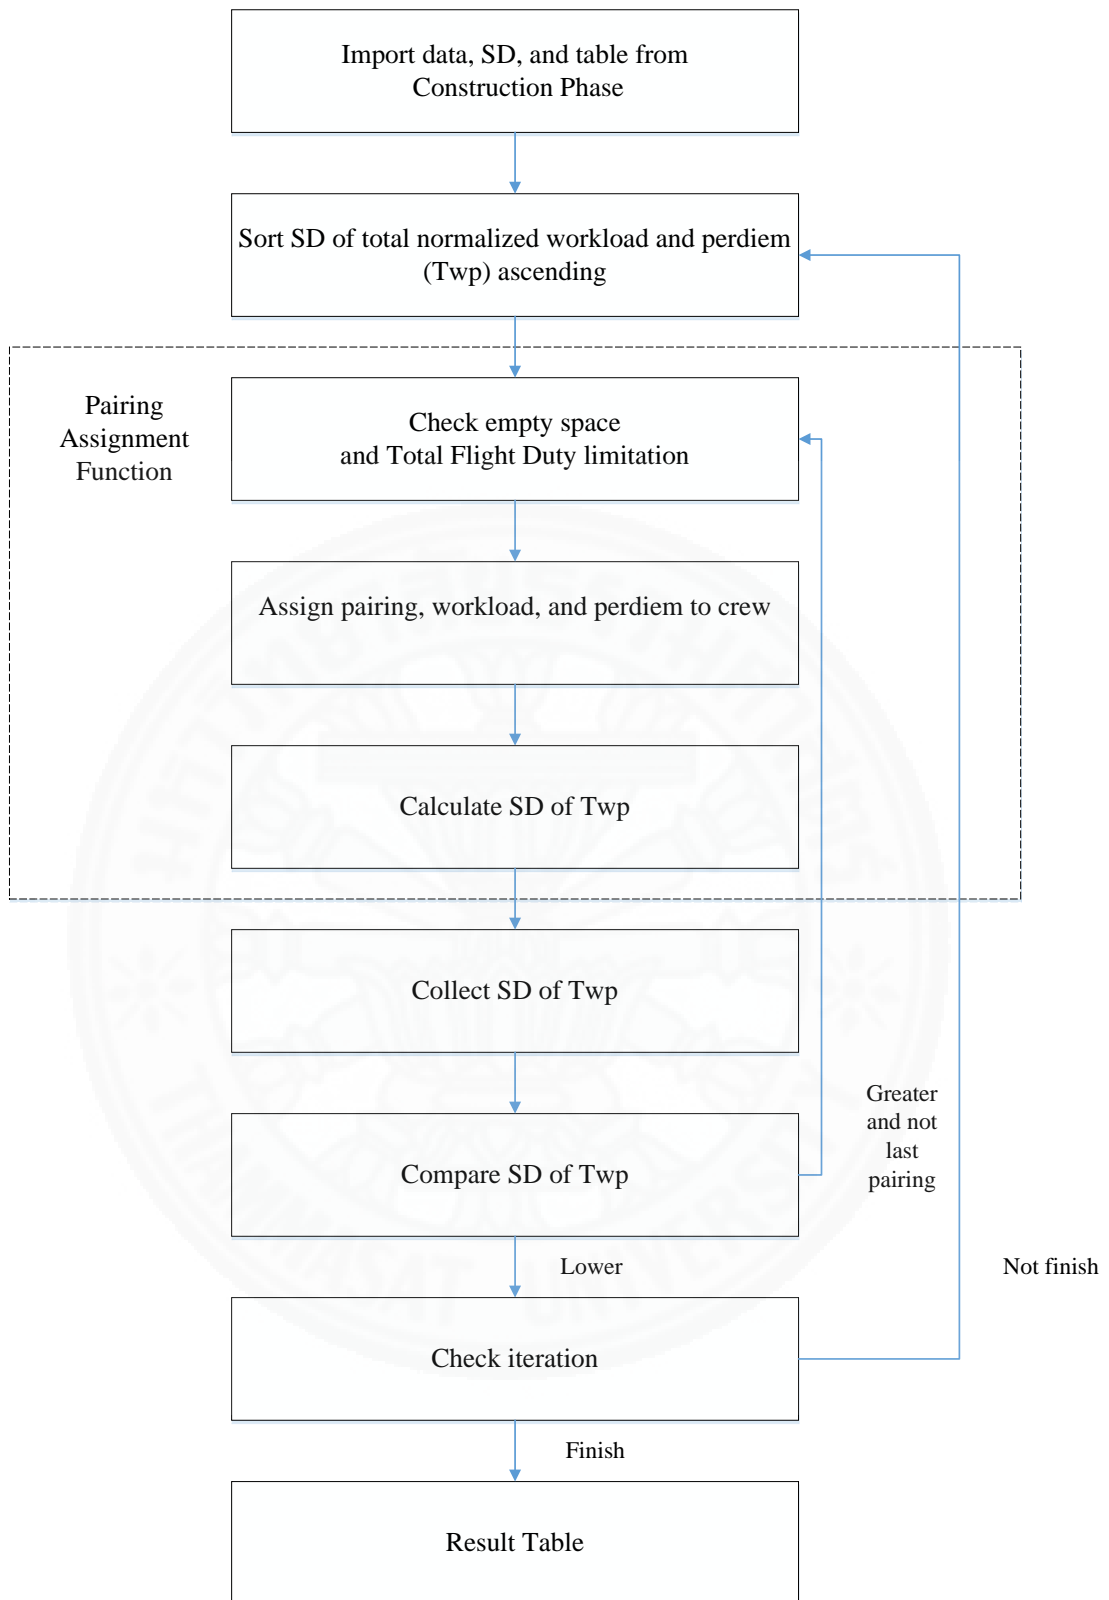 Import data, SD, and table from
Construction Phase
Sort SD of total normalized workload and perdiem
(Twp) ascending
Pairing
Assignment
Function
Check empty space
and Total Flight Duty limitation
Assign pairing, workload, and perdiem to crew
Calculate SD of Twp
Collect SD of Twp
Compare SD of Twp
Greater
and not
last
pairing
Lower
Not finish
Check iteration
Finish
Result Table
THAMMASAT UNIVERSITY